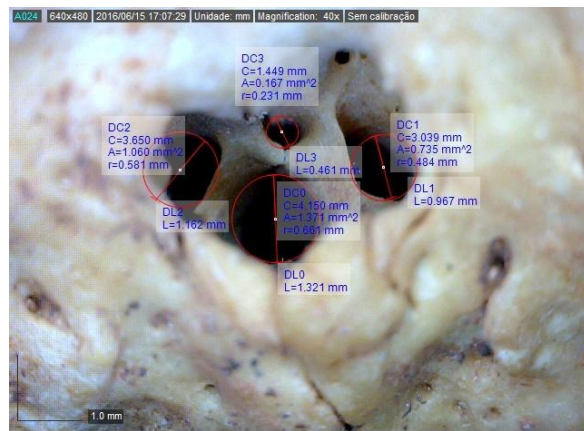 A024 640x480 2016/06/15 17:07:29 Unidade: mm Magnification: 40x Sem calibração
DC3
C=1.449 mm
A=0.167 mm^2
r=0.231 mm
DC2
C=3.650 mm
A=1.060 mm^2
r=0.581 mm
DC1
C=3.039 mm
A=0.735 mm^2
r=0.484 mm
DL3
L=0.461 mm
DL1
L=0.967 mm
DC0
C=4.150 mm
A=1.371 mm^2
r=0.661 mm
DL2
L=1.162 mm
DL0
L=1.321 mm
1.0 mm